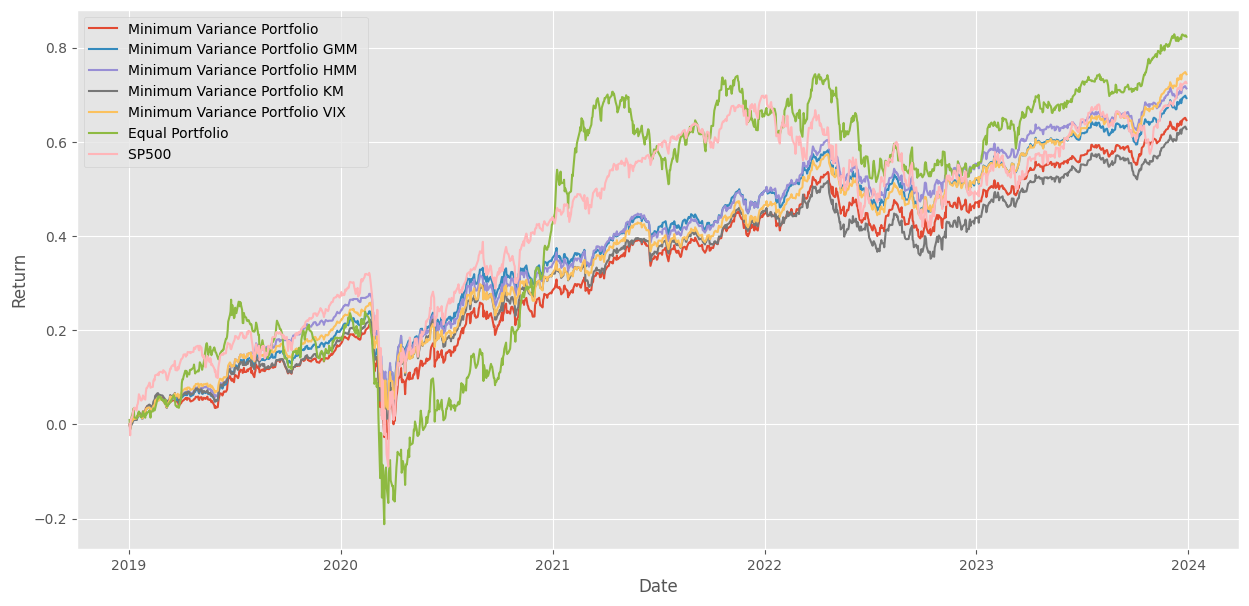 Minimum Variance Portfolio
Minimum Variance Portfolio GMM
Minimum Variance Portfolio HMM
Minimum Variance Portfolio KM
Minimum Variance Portfolio VIX
Equal Portfolio
SP500
0.8
0.6
0.4
0.2
0.0
−0.2
Return
2019 2020 2021 2022 2023 2024
Date